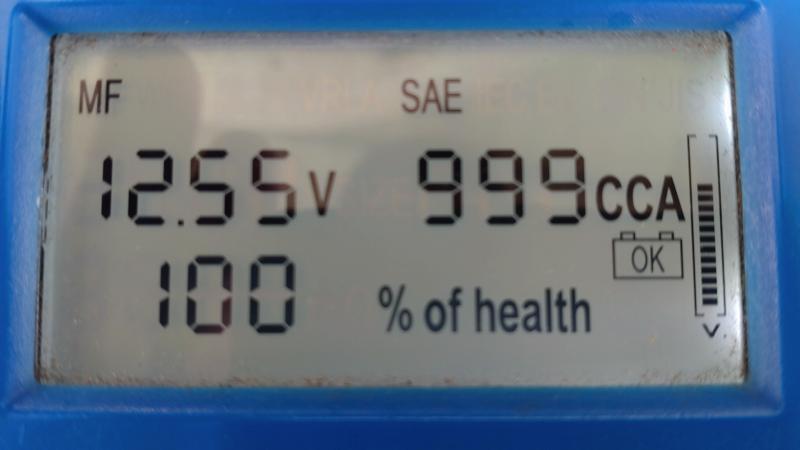 MF SAE
12.55V 999CCA
OK
100 % of health
V